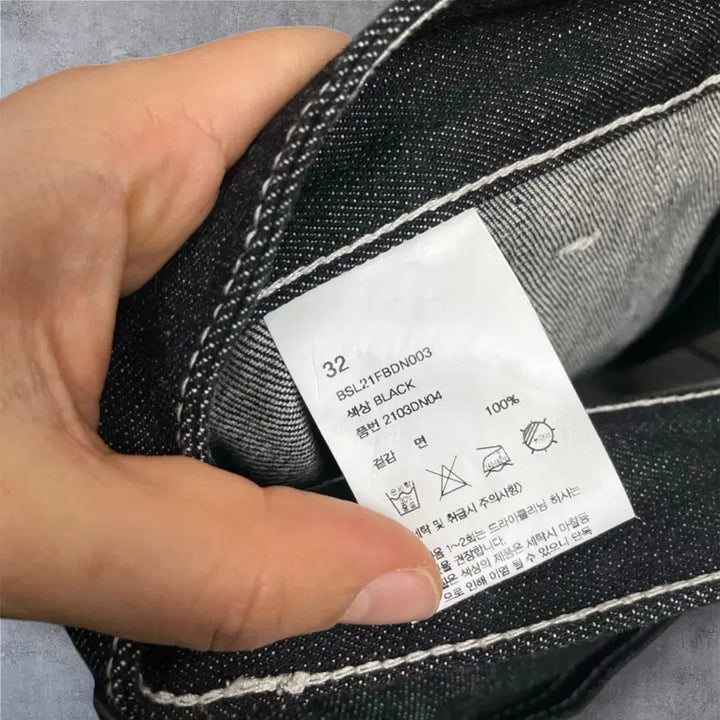 32
BSL21FBDN003
색상 BLACK
품번 2103DN04
겉감 면 100%
세탁 및 취급시 주의사항>
1~2회는 드라이클리닝 하시는
을 권장합니다.
색상의 제품은 세탁시 마찰등
으로 인해 이염 될 수 있으니 단독